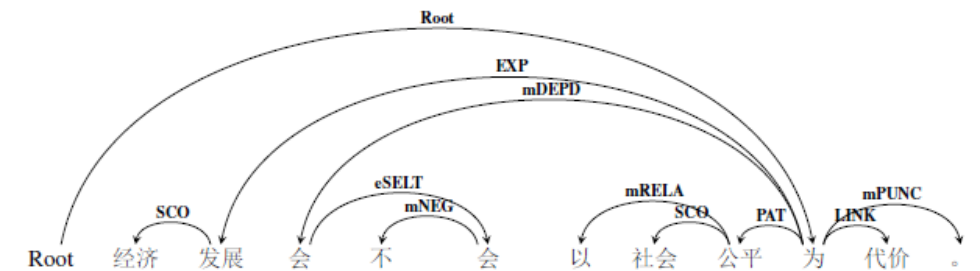 Root
EXP
mDEPD
eSELT
mRELA
mPUNC
SCO
mNEG
SCO
PAT
LINK
Root 经济 发展 会 不 会 以 社会 公平 为 代价 。